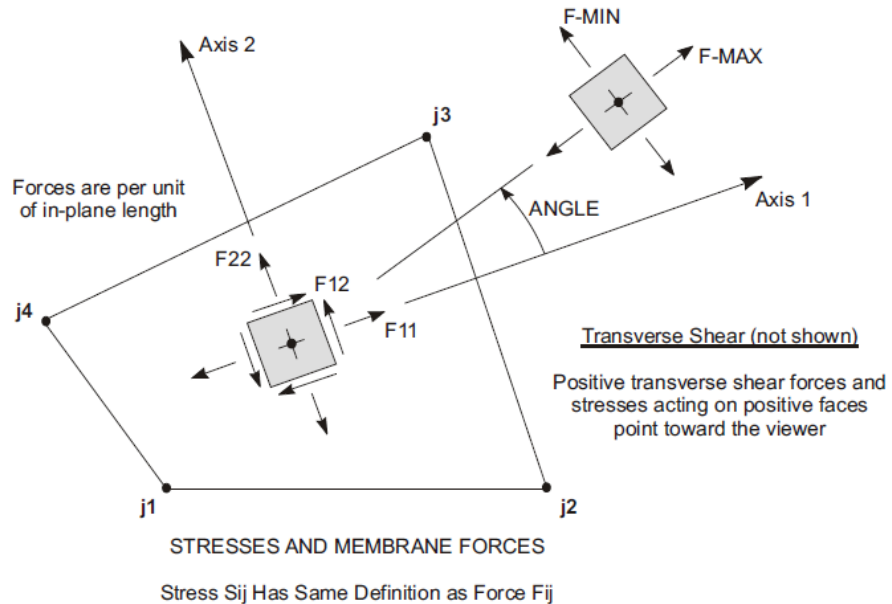 Axis 2
F-MIN
F-MAX
j3
Forces are per unit
of in-plane length
ANGLE
Axis 1
F22
F12
j4
F11
Transverse Shear (not shown)
Positive transverse shear forces and
stresses acting on positive faces
point toward the viewer
j1
j2
STRESSES AND MEMBRANE FORCES
Stress Sij Has Same Definition as Force Fij